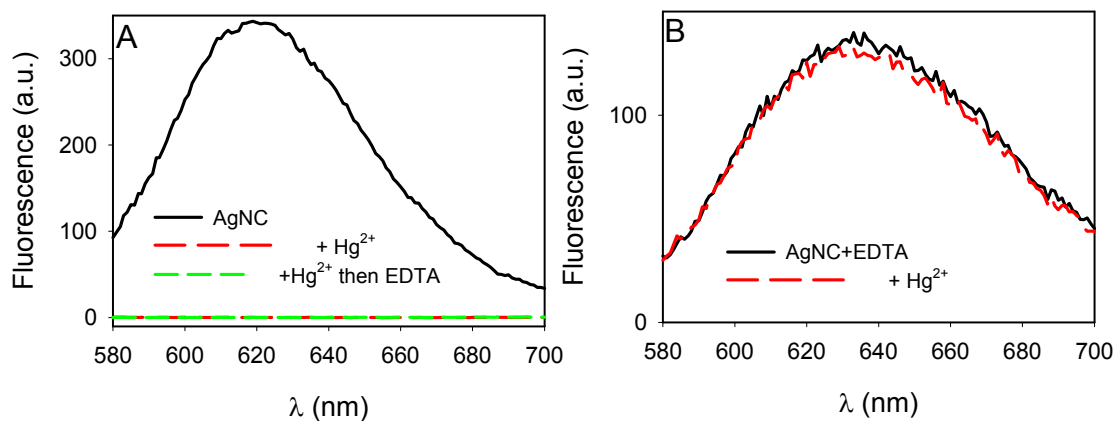 A
Fluorescence (a.u.)
300
200
100
0
AgNC
+ Hg²⁺
+Hg²⁺ then EDTA
580 600 620 640 660 680 700
λ (nm)
B
Fluorescence (a.u.)
100
0
AgNC+EDTA
+ Hg²⁺
580 600 620 640 660 680 700
λ (nm)